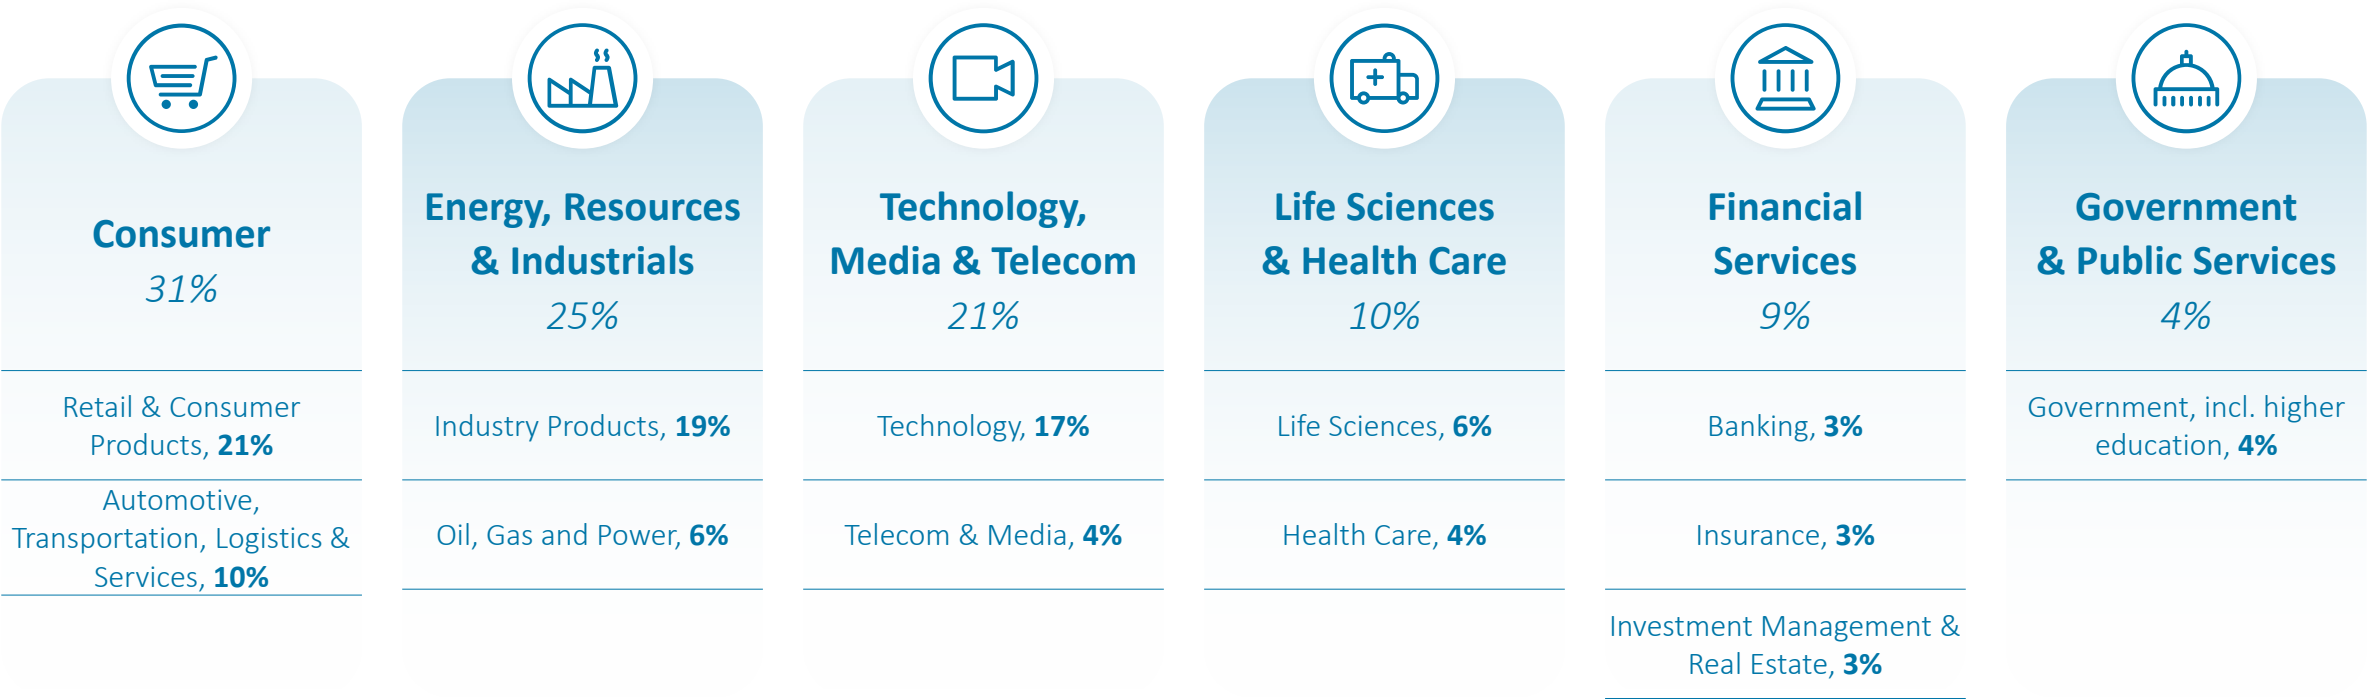 Consumer
31%
Retail & Consumer
Products, 21%
Automotive,
Transportation, Logistics &
Services, 10%
Energy, Resources
& Industrials
25%
Industry Products, 19%
Oil, Gas and Power, 6%
Technology,
Media & Telecom
21%
Technology, 17%
Telecom & Media, 4%
Life Sciences
& Health Care
10%
Life Sciences, 6%
Health Care, 4%
Financial
Services
9%
Banking, 3%
Insurance, 3%
Investment Management &
Real Estate, 3%
Government
& Public Services
4%
Government, incl. higher
education, 4%